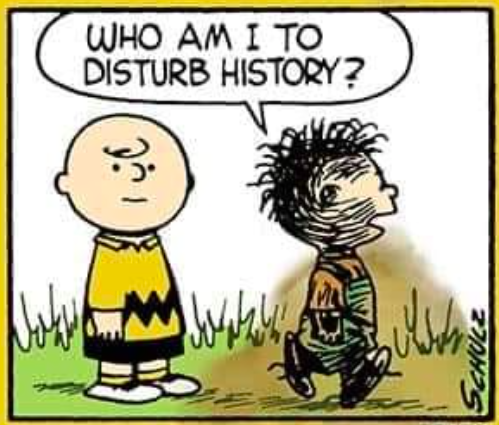 WHO AM I TO
DISTURB HISTORY?
SCHULZ